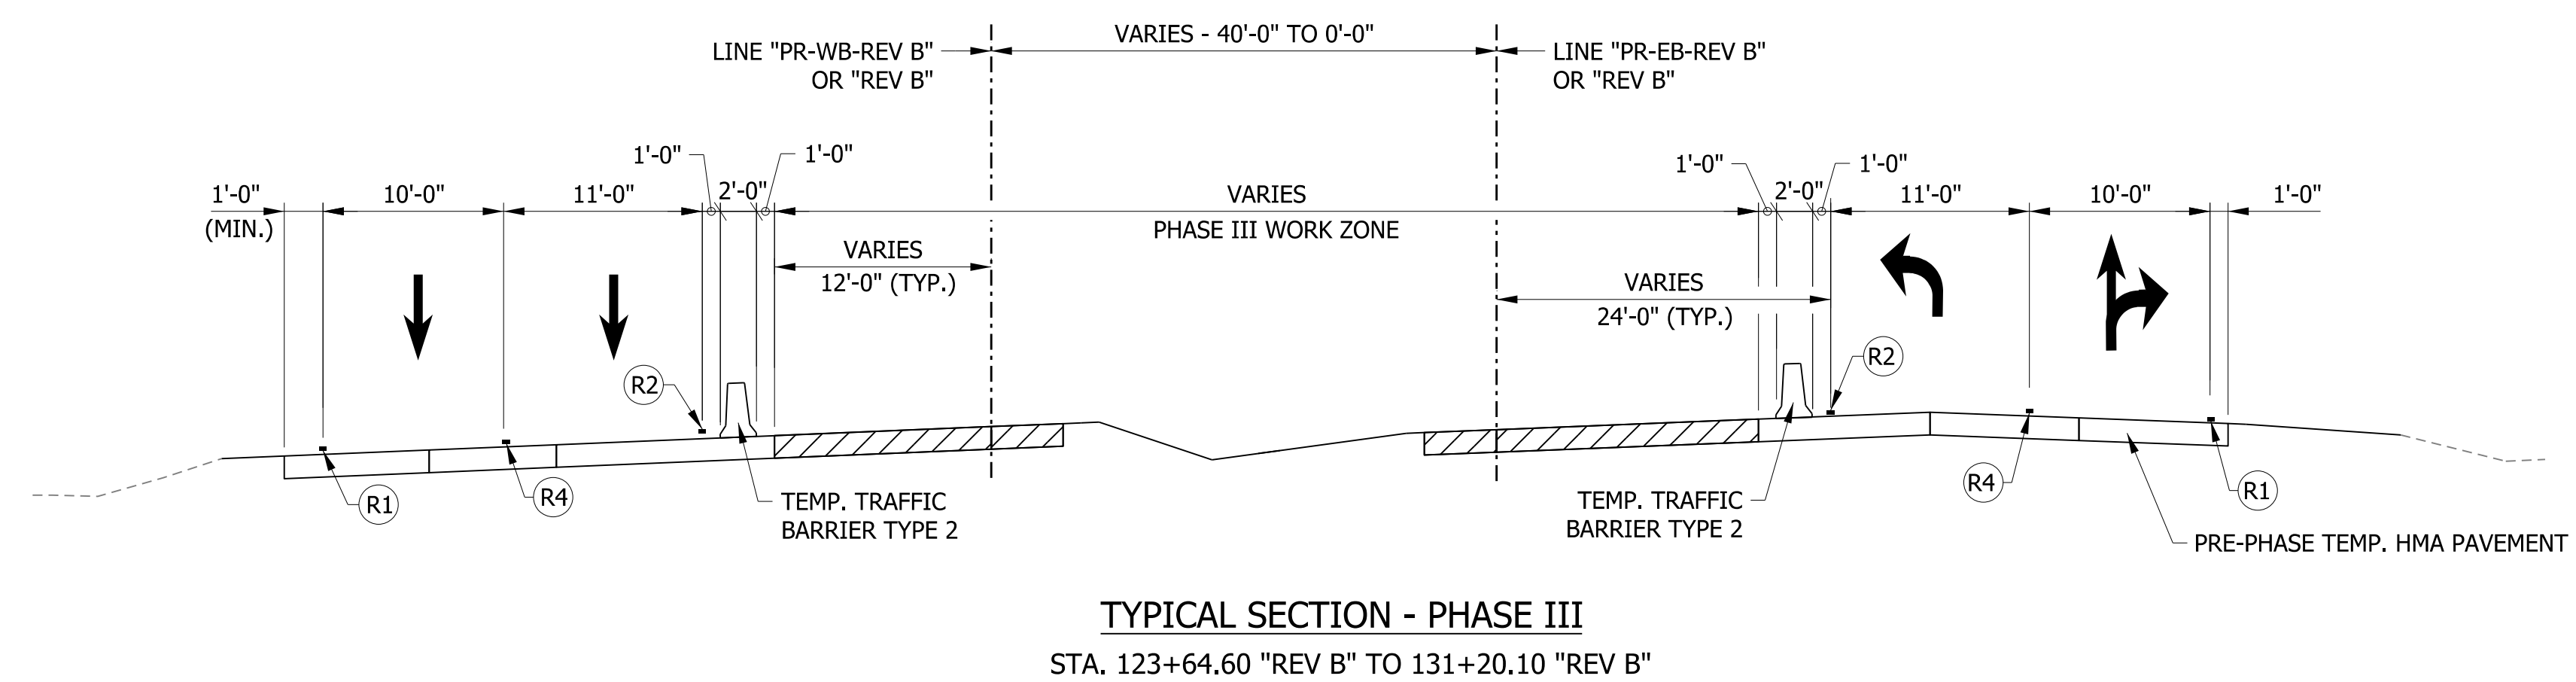 VARIES - 40'-0" TO 0'-0"
LINE "PR-WB-REV B"
OR "REV B"
LINE "PR-EB-REV B"
OR "REV B"
1'-0"
1'-0"
1'-0"
1'-0"
1'-0"
(MIN.)
10'-0"
11'-0"
2'-0"
VARIES
PHASE III WORK ZONE
2'-0"
11'-0"
10'-0"
1'-0"
VARIES
12'-0" (TYP.)
VARIES
24'-0" (TYP.)
R2
R2
R1
R4
TEMP. TRAFFIC
BARRIER TYPE 2
TEMP. TRAFFIC
BARRIER TYPE 2
R4
R1
PRE-PHASE TEMP. HMA PAVEMENT
TYPICAL SECTION - PHASE III
STA. 123+64.60 "REV B" TO 131+20.10 "REV B"